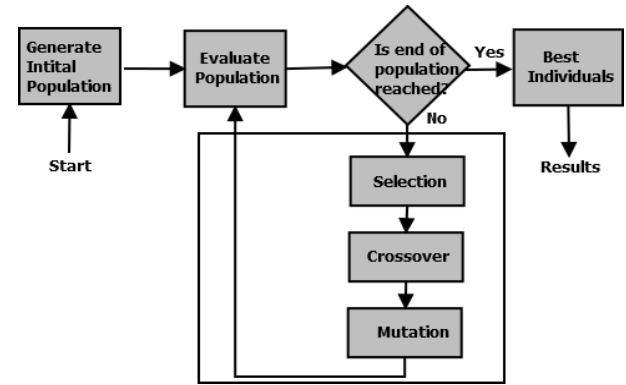 Generate
Intital
Population
Evaluate
Population
Is end of
population
reached?
Yes
Best
Individuals
No
Start
Results
Selection
Crossover
Mutation